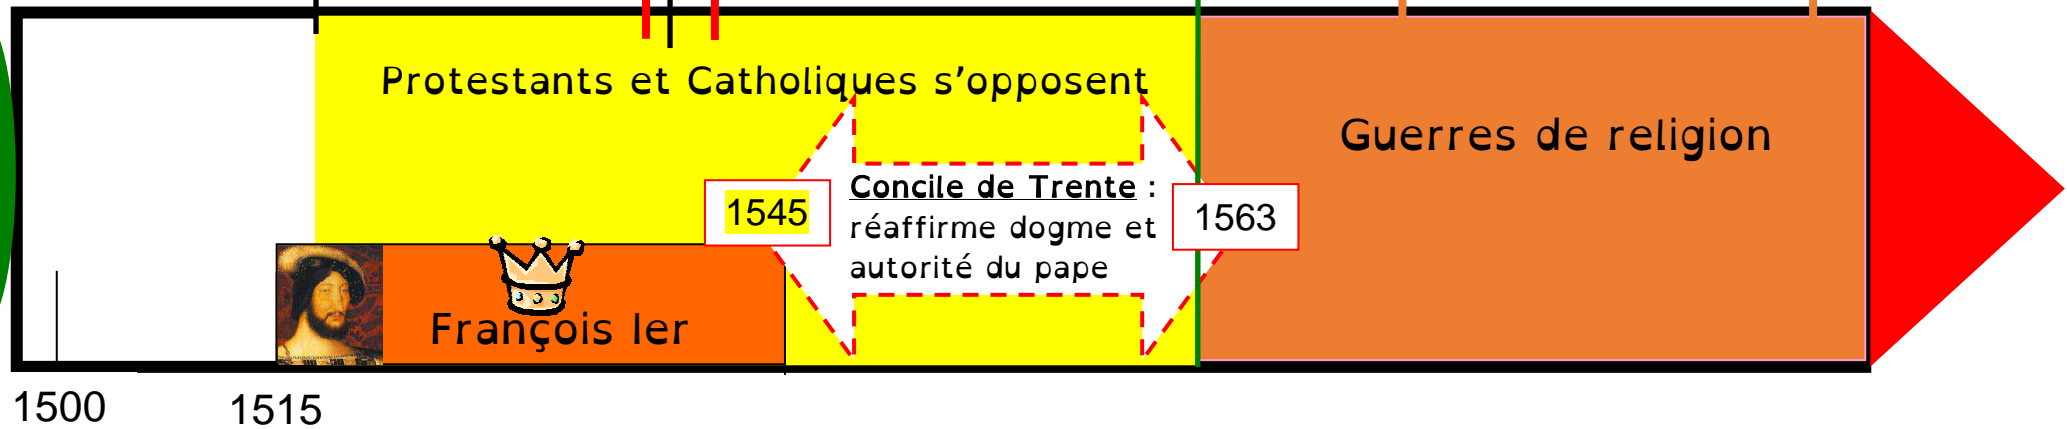 Protestants et Catholiques s’opposent
Guerres de religion
1545
Concile de Trente :
réaffirme dogme et
autorité du pape
1563
François Ier
1500
1515